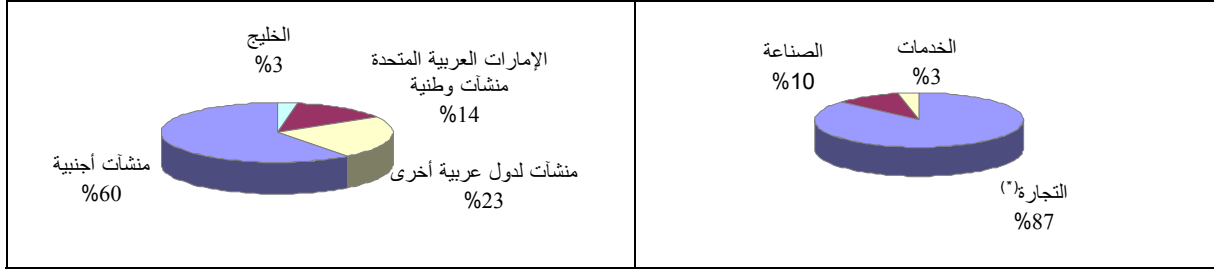 الخدمات
%3
الصناعة
%10
التجارة(*)
%87
الخليج
%3
الإمارات العربية المتحدة
منشآت وطنية
%14
منشآت لدول عربية أخرى
%23
منشآت أجنبية
%60